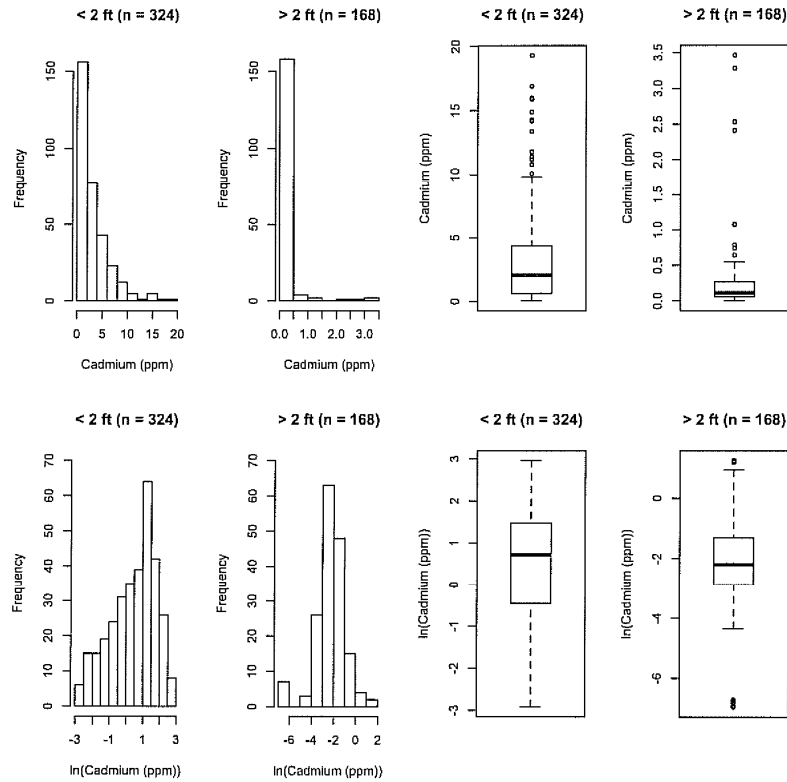 < 2 ft (n = 324)
> 2 ft (n = 168)
< 2 ft (n = 324)
> 2 ft (n = 168)
Frequency
0 50 100 150
0 5 10 15 20
Cadmium (ppm)
Frequency
0 50 100 150
0.0 1.0 2.0 3.0
Cadmium (ppm)
Cadmium (ppm)
0 5 10 15 20
Cadmium (ppm)
0.0 0.5 1.0 1.5 2.0 2.5 3.0 3.5
< 2 ft (n = 324)
> 2 ft (n = 168)
< 2 ft (n = 324)
> 2 ft (n = 168)
Frequency
0 10 20 30 40 50 60 70
-3 -1 1 3
ln(Cadmium (ppm))
Frequency
0 10 20 30 40 50 60 70
-6 -4 -2 0 2
ln(Cadmium (ppm))
ln(Cadmium (ppm))
-3 -2 -1 0 1 2 3
ln(Cadmium (ppm))
-6 -4 -2 0